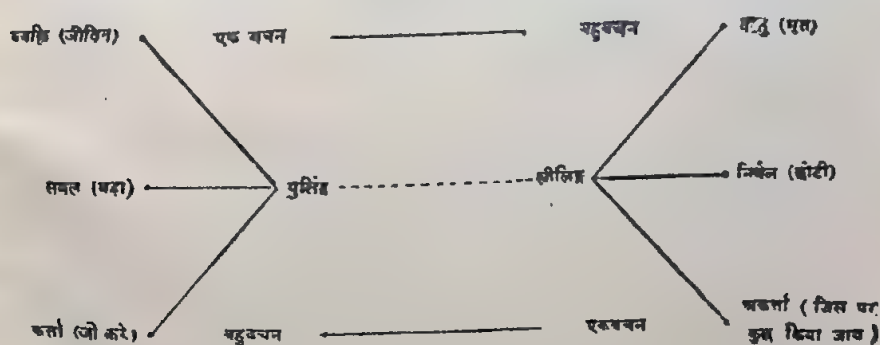 व्यक्ति (जीवित) एक वचन बहुवचन वस्तु (मृत)
सबल (बड़ा) पुलिंग स्त्रीलिङ्ग निर्बल (छोटी)
कर्त्ता (जो करे) बहुवचन एकवचन अकर्त्ता (जिस पर
कुछ किया जाय)